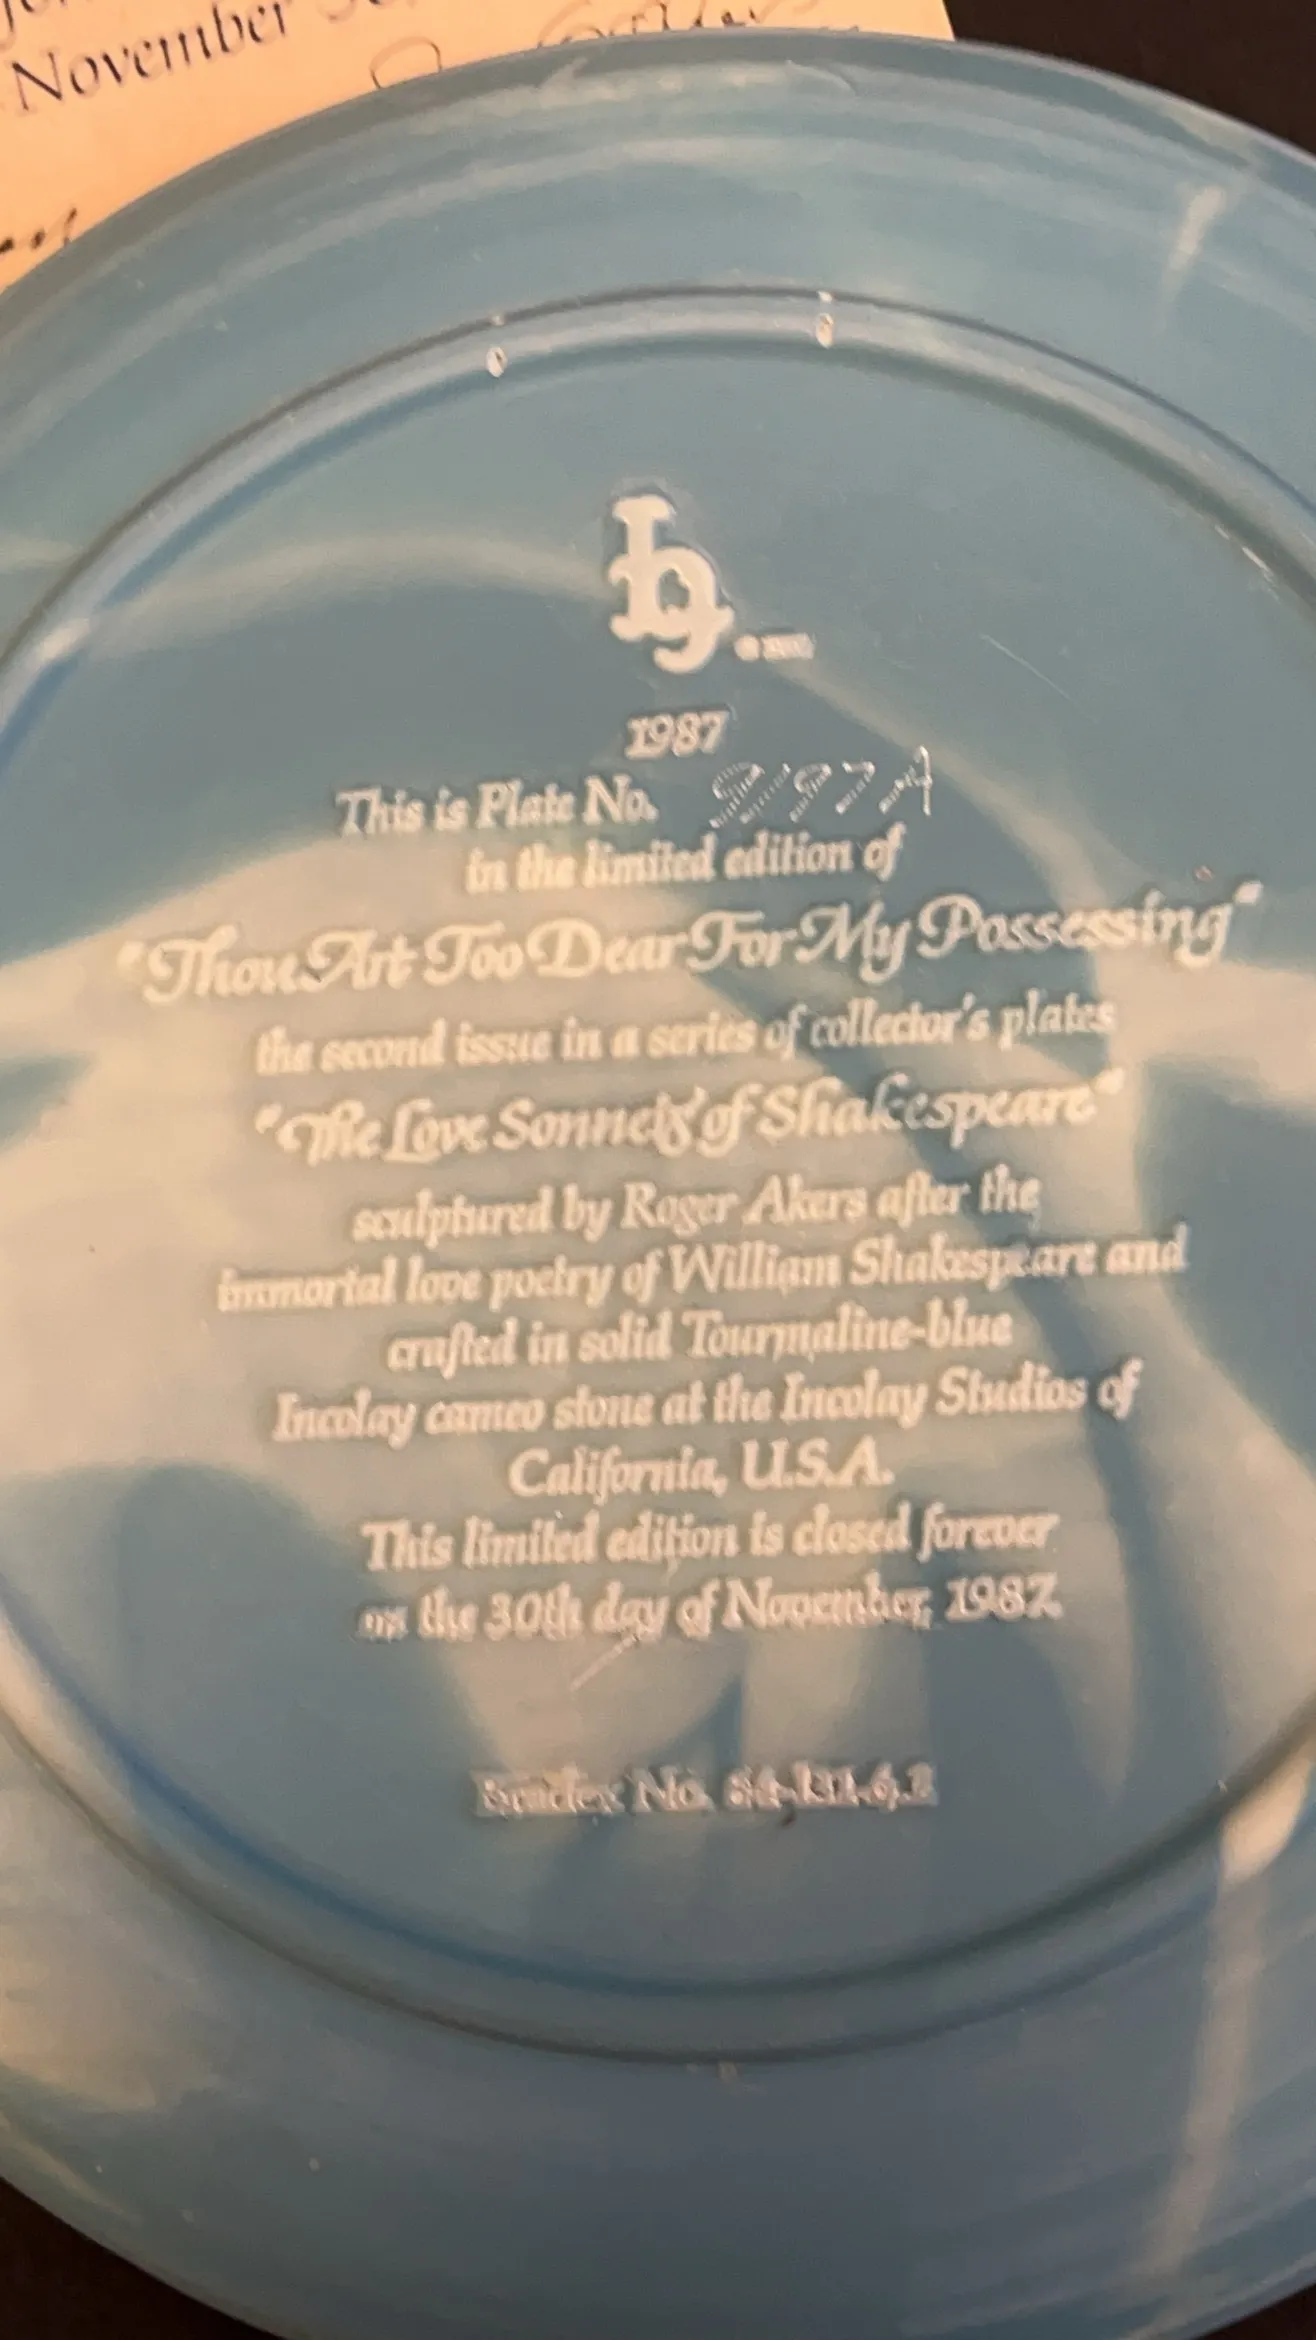 November
1987
This is Plate No.
in the limited edition of
"Thou Art Too Dear For My Possessing"
the second issue in a series of collector's plates
"The Love Sonnets of Shakespeare"
sculptured by Roger Akers after the
immortal love poetry of William Shakespeare and
crafted in solid Tourmaline-blue
Incolay cameo stone at the Incolay Studios of
California, U.S.A.
This limited edition is closed forever
on the 30th day of November, 1987.
Bradex No.